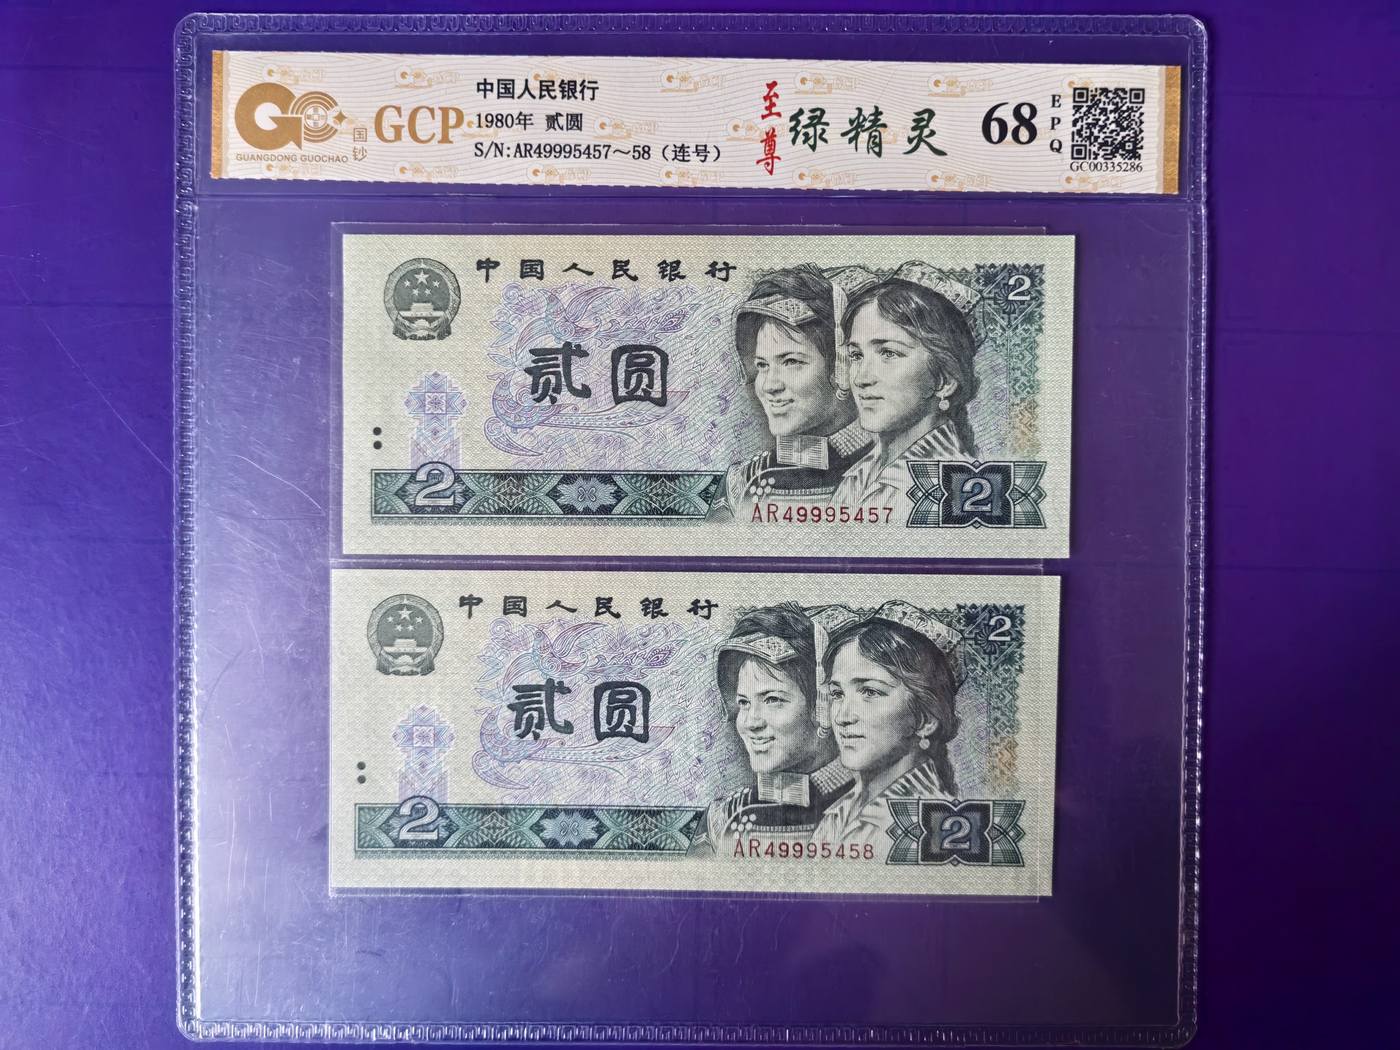 GUANGDONG GUOCHAO
国钞
GCP
中国人民银行
1980年 贰圆
S/N:AR49995457～58（连号）
至尊
绿精灵
68
EPQ
GC00335286
中国人民银行
2
贰圆
2
AR49995457
2
中国人民银行
2
贰圆
2
AR49995458
2